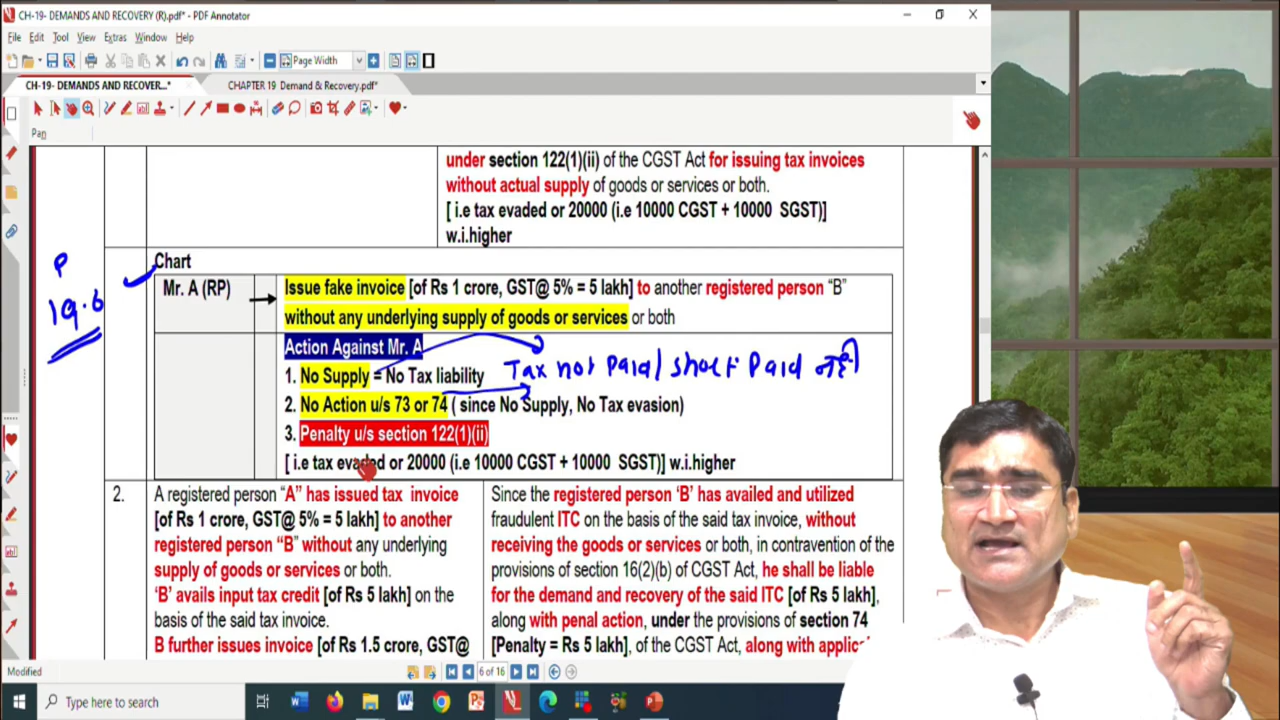 CH-19- DEMANDS AND RECOVERY (R).pdf* - PDF Annotator
File Edit Tool View Extras Window Help
Page Width
CH-19- DEMANDS AND RECOVER...* CHAPTER 19 Demand & Recovery.pdf*
Pan
under section 122(1)(ii) of the CGST Act for issuing tax invoices
without actual supply of goods or services or both.
[ i.e tax evaded or 20000 (i.e 10000 CGST + 10000 SGST)]
w.i.higher
P
19.6
Chart
Mr. A (RP)
Issue fake invoice [of Rs 1 crore, GST@ 5% = 5 lakh] to another registered person “B”
without any underlying supply of goods or services or both
Action Against Mr. A
1. No Supply = No Tax liability
Tax not Paid/ short Paid नहीं
2. No Action u/s 73 or 74 ( since No Supply, No Tax evasion)
3. Penalty u/s section 122(1)(ii)
[ i.e tax evaded or 20000 (i.e 10000 CGST + 10000 SGST)] w.i.higher
2.
A registered person “A” has issued tax invoice
[of Rs 1 crore, GST@ 5% = 5 lakh] to another
registered person “B” without any underlying
supply of goods or services or both.
‘B’ avails input tax credit [of Rs 5 lakh] on the
basis of the said tax invoice.
B further issues invoice [of Rs 1.5 crore, GST@
Since the registered person ‘B’ has availed and utilized
fraudulent ITC on the basis of the said tax invoice, without
receiving the goods or services or both, in contravention of the
provisions of section 16(2)(b) of CGST Act, he shall be liable
for the demand and recovery of the said ITC [of Rs 5 lakh],
along with penal action, under the provisions of section 74
[Penalty = Rs 5 lakh], of the CGST Act, along with
Modified
6 of 16
Type here to search